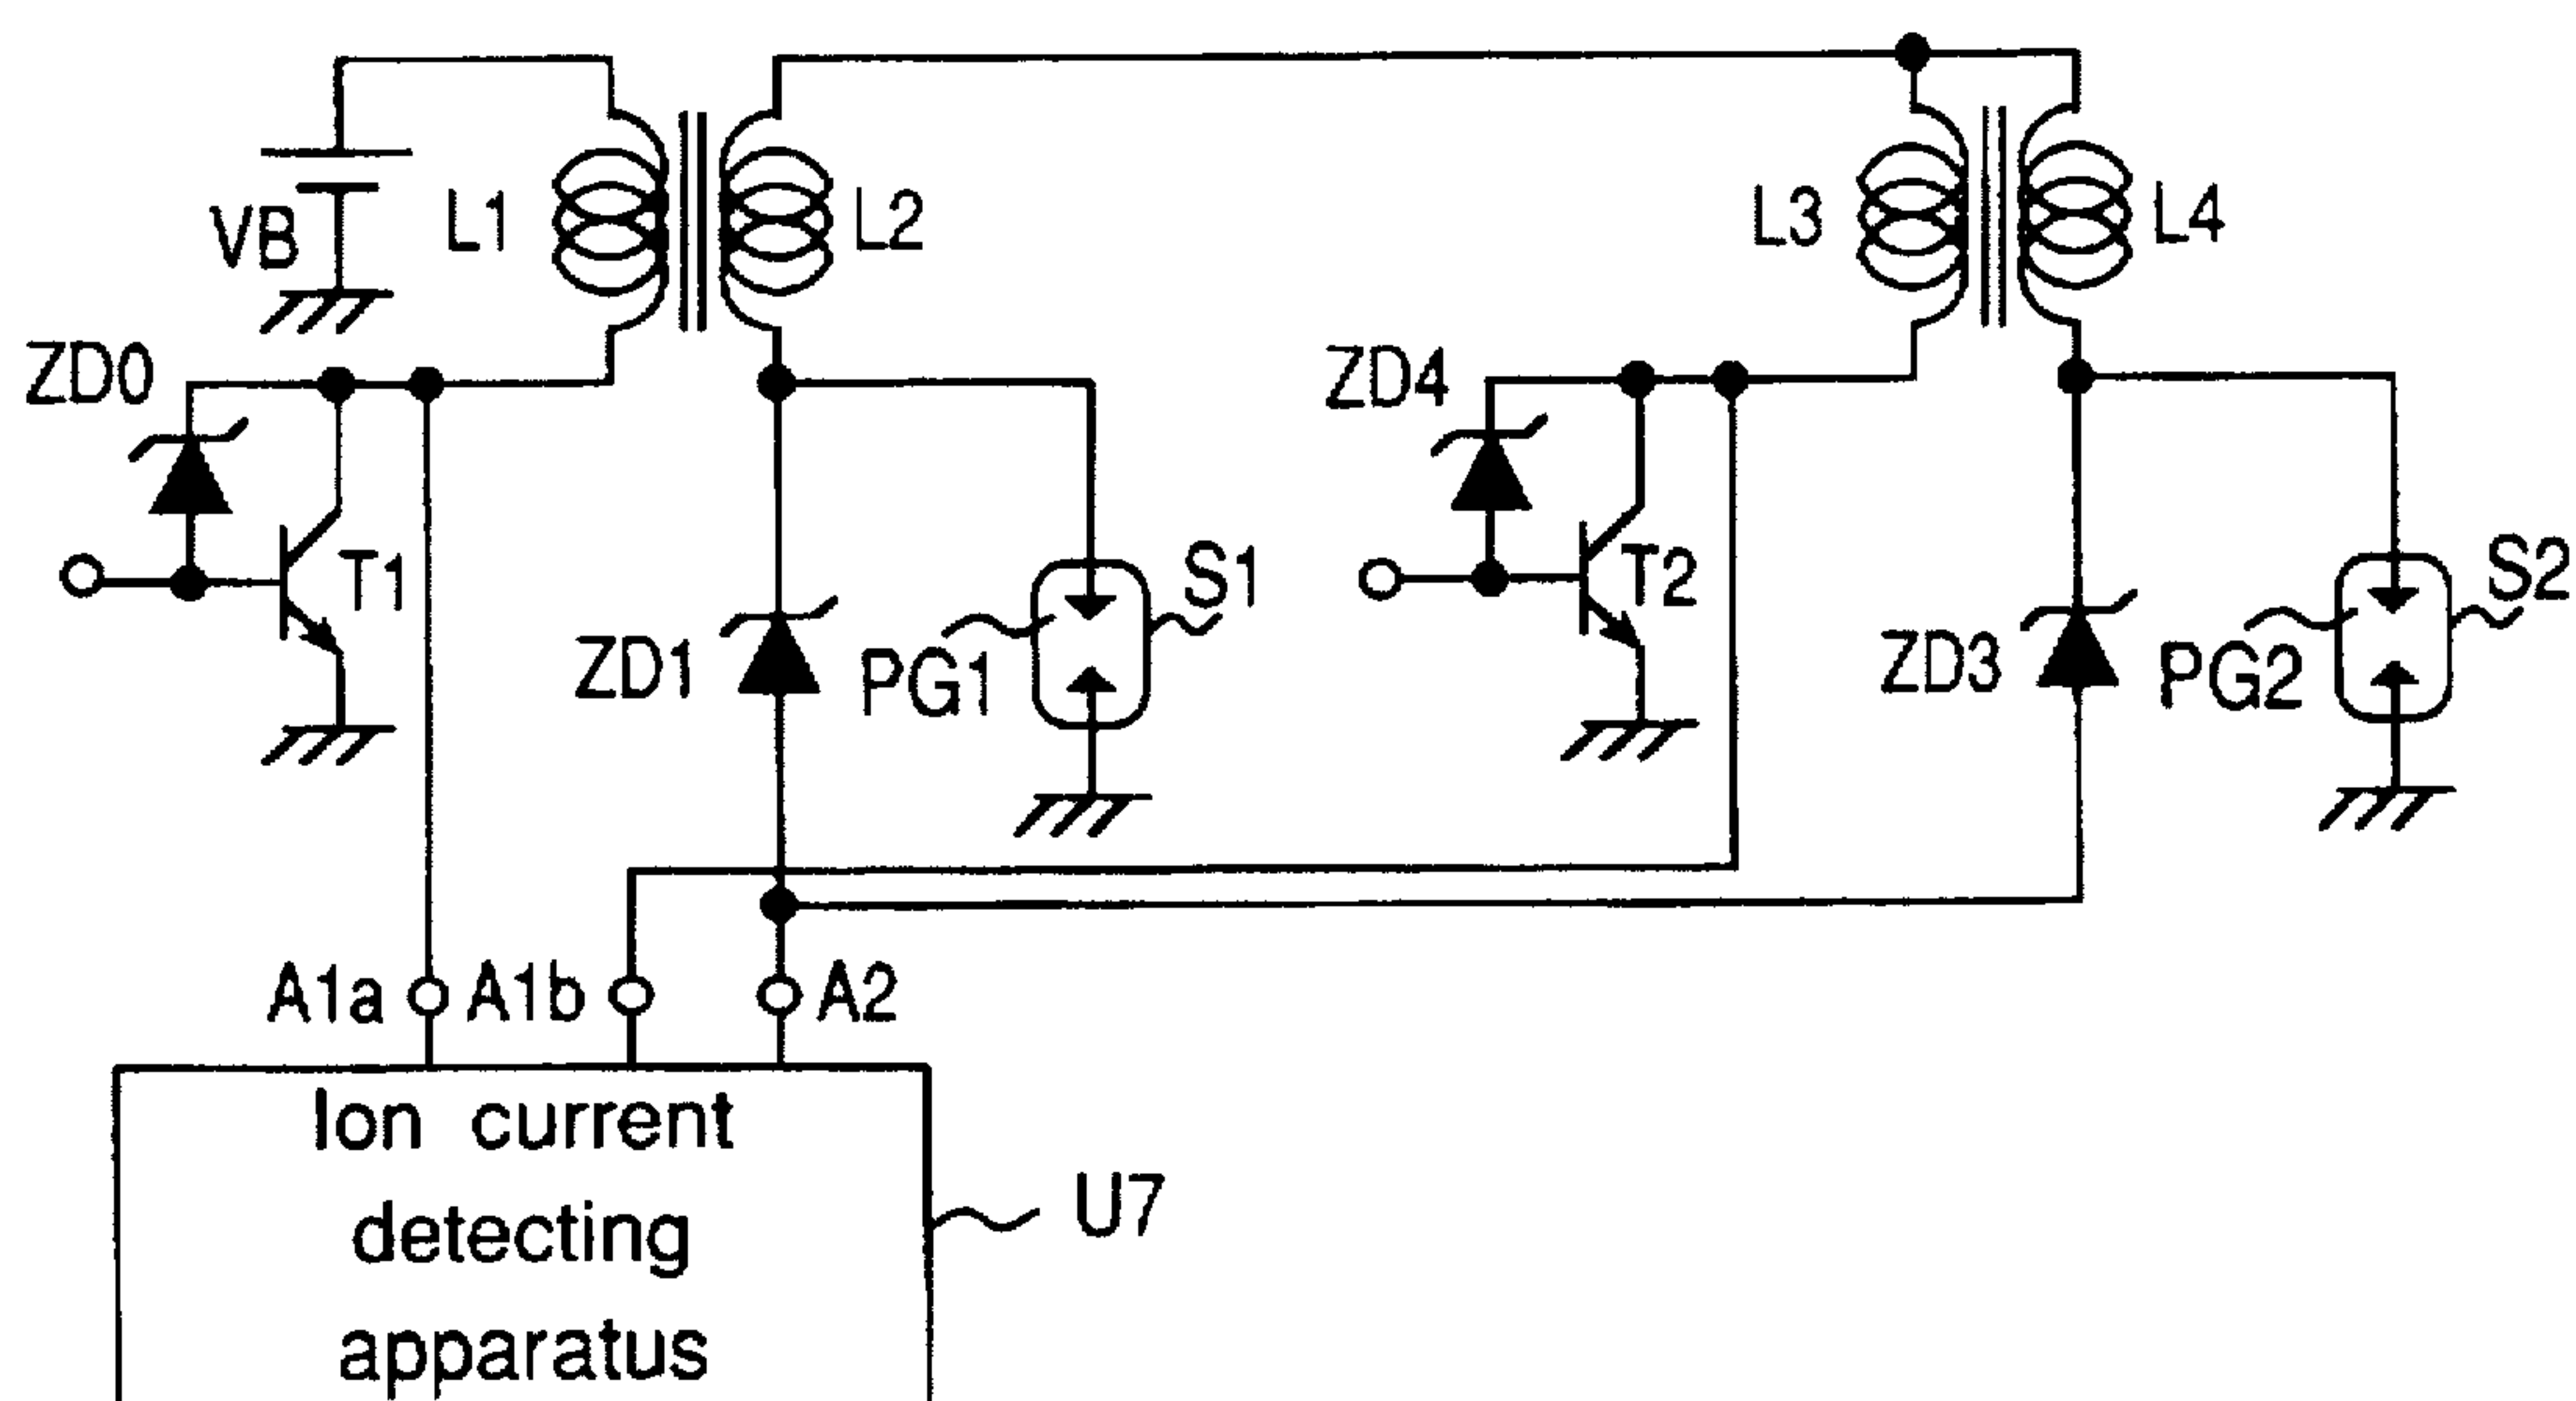 VB
L1
L2
L3
L4
ZD0
ZD4
T1
S1
T2
S2
ZD1
PG1
ZD3
PG2
A1a
A1b
A2
Ion current
detecting
apparatus
U7